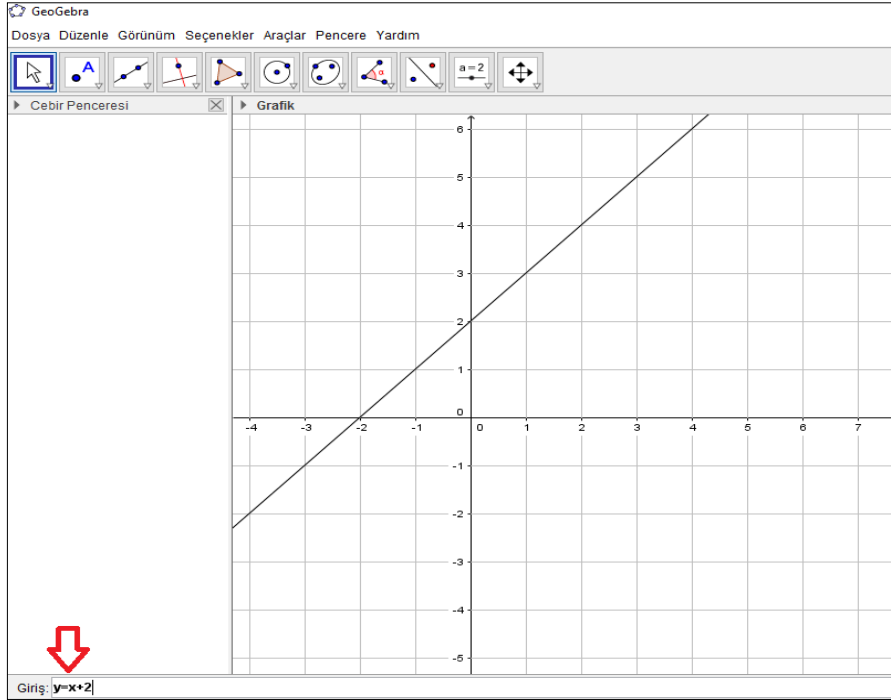 GeoGebra
Dosya Düzenle Görünüm Seçenekler Araçlar Pencere Yardım
A
α
a = 2
Cebir Penceresi
Grafik
6
5
4
3
2
1
0
-4 -3 -2 -1 0 1 2 3 4 5 6 7
-1
-2
-3
-4
-5
Giriş: y=x+2